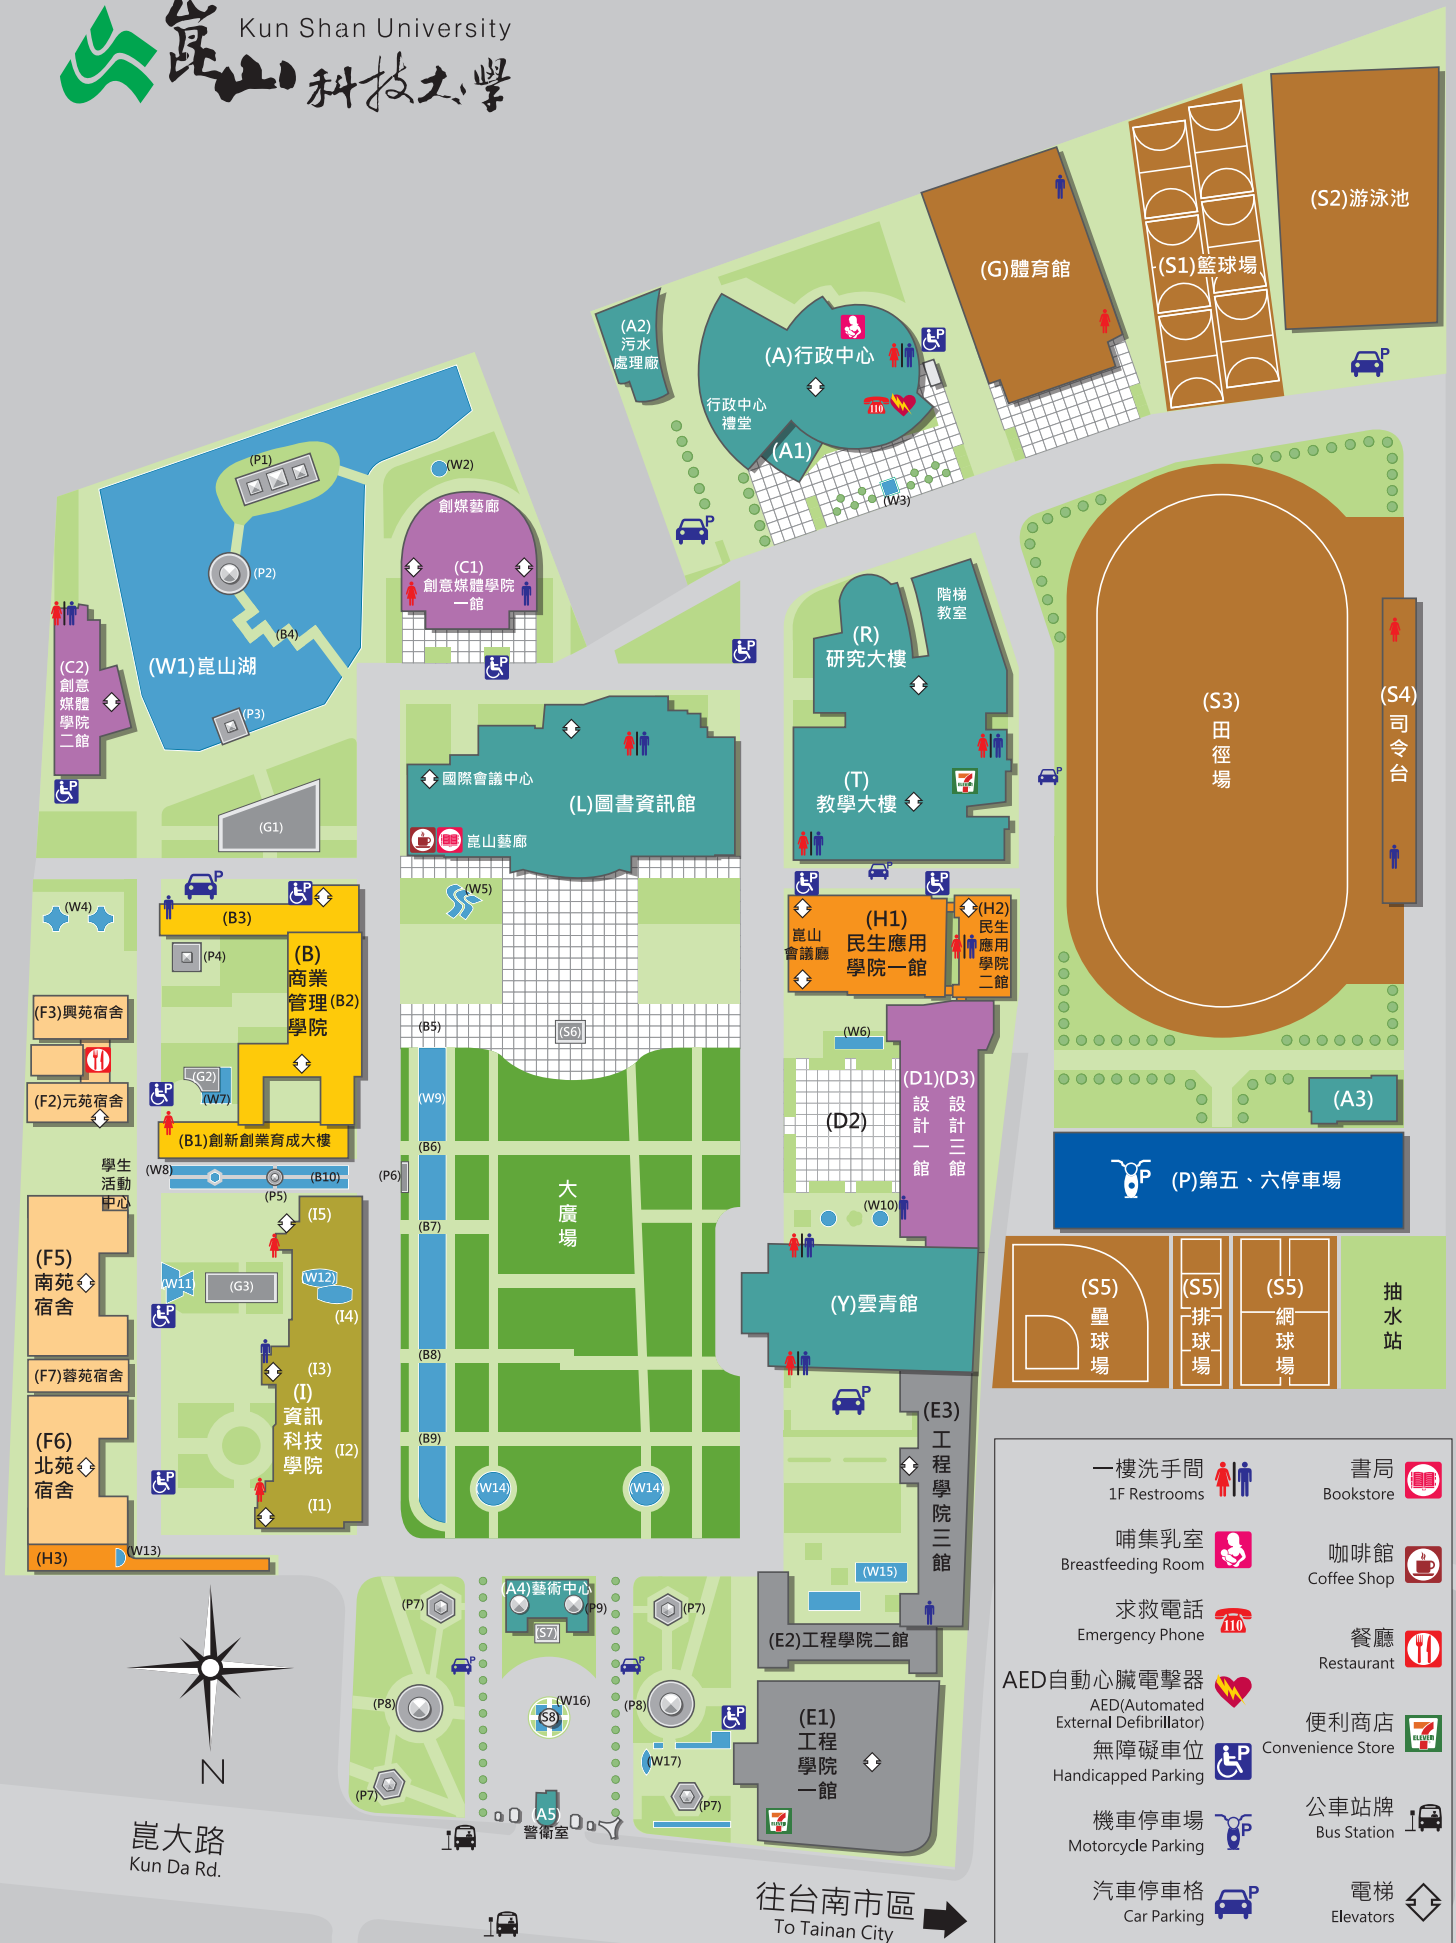 Kun Shan University
崑山科技大學
(S2)游泳池
(G)體育館
(S1)籃球場
(A2)
污水
處理廠
(A)行政中心
行政中心
禮堂
110
(A1)
(W3)
(P1)
(W2)
創媒藝廊
(C1)
創意媒體學院
一館
(P2)
(B4)
(W1)崑山湖
(P3)
(C2)
創意
媒體
學院
二館
(G1)
階梯
教室
(R)
研究大樓
(T)
教學大樓
7
ELEVEN
(S3)
田
徑
場
(S4)
司
令
台
國際會議中心
(L)圖書資訊館
崑山藝廊
(W5)
(W4)
(B3)
(P4)
(B)
商業
管理
學院
(B2)
(F3)興苑宿舍
(F2)元苑宿舍
(G2)
(W7)
(B1)創新創業育成大樓
學生
活動
中心
(W8)
(P5)
(B10)
(H1)
民生應用
學院一館
崑山
會議廳
(H2)
民生
應用
學院
二館
(B5)
(S6)
(W6)
(W9)
(D1)
設
計
一
館
(D3)
設
計
三
館
(D2)
(A3)
(P)第五、六停車場
(B6)
(P6)
(B7)
大
廣
場
(W10)
(I5)
(F5)
南苑
宿舍
(W11)
(G3)
(W12)
(I4)
(Y)雲青館
(S5)
壘
球
場
(S5)
排
球
場
(S5)
網
球
場
抽
水
站
(F7)蓉苑宿舍
(I3)
(I)
資訊
科技
學院
(I2)
(I1)
(B8)
(B9)
(F6)
北苑
宿舍
(W14)
(W14)
(E3)
工
程
學
院
三
館
(H3)
(W13)
(W15)
(A4)藝術中心
(P9)
(S7)
(P7)
(P7)
(E2)工程學院二館
(P8)
(W16)
(S8)
(P8)
(E1)
工程
學院
一館
(W17)
(P7)
(P7)
(A5)
警衛室
7
ELEVEN
N
崑大路
Kun Da Rd.
往台南市區
To Tainan City
一樓洗手間
1F Restrooms
哺集乳室
Breastfeeding Room
求救電話
Emergency Phone
110
AED自動心臟電擊器
AED(Automated
External Defibrillator)
無障礙車位
Handicapped Parking
機車停車場
Motorcycle Parking
汽車停車格
Car Parking
書局
Bookstore
咖啡館
Coffee Shop
餐廳
Restaurant
便利商店
Convenience Store
7
ELEVEN
公車站牌
Bus Station
電梯
Elevators